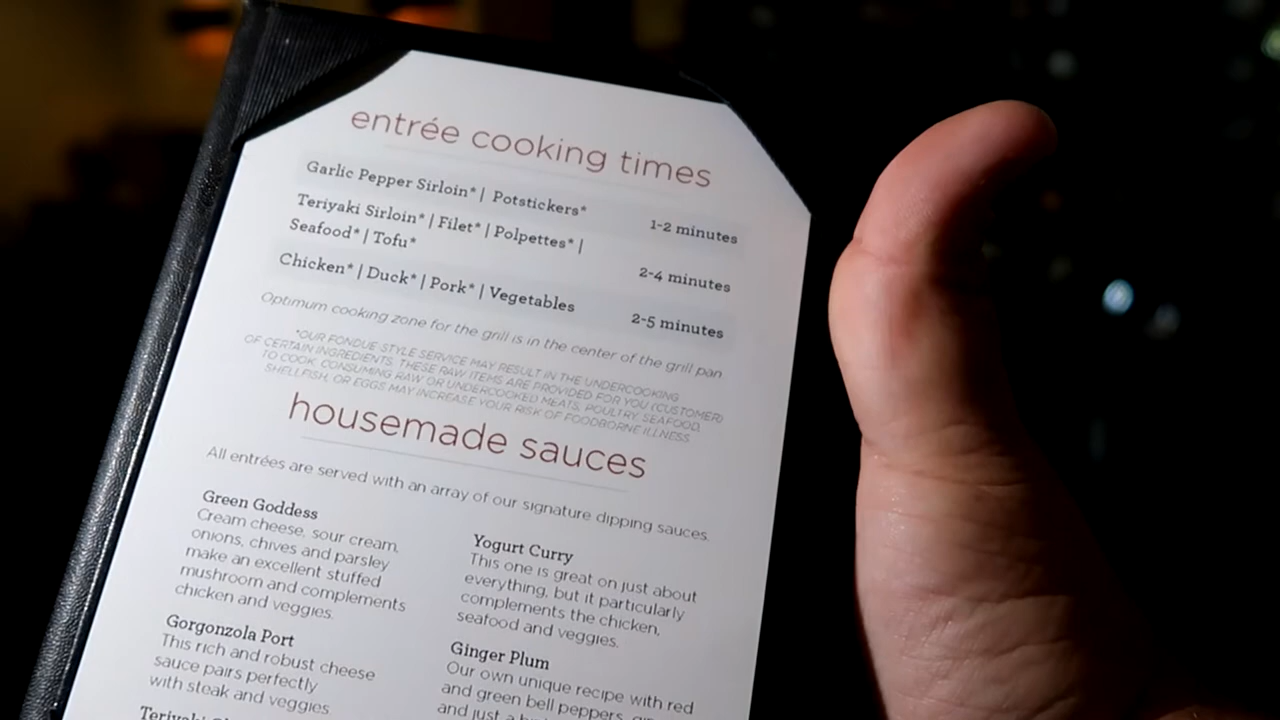 entrée cooking times
Garlic Pepper Sirloin* | Potstickers*
1-2 minutes
Teriyaki Sirloin* | Filet* | Polpettes* |
Seafood* | Tofu*
2-4 minutes
Chicken* | Duck* | Pork* | Vegetables
2-5 minutes
Optimum cooking zone for the grill is in the center of the grill pan
*OUR FONDUE STYLE SERVICE MAY RESULT IN THE UNDERCOOKING
OF CERTAIN INGREDIENTS. THESE RAW ITEMS ARE PROVIDED FOR YOU (CUSTOMER)
TO COOK. CONSUMING RAW OR UNDERCOOKED MEATS, POULTRY, SEAFOOD,
SHELLFISH, OR EGGS MAY INCREASE YOUR RISK OF FOODBORNE ILLNESS.
housemade sauces
All entrées are served with an array of our signature dipping sauces.
Green Goddess
Cream cheese, sour cream,
onions, chives and parsley
make an excellent stuffed
mushroom and complements
chicken and veggies.
Gorgonzola Port
This rich and robust cheese
sauce pairs perfectly
with steak and veggies.
Yogurt Curry
This one is great on just about
everything, but it particularly
complements the chicken,
seafood and veggies.
Ginger Plum
Our own unique recipe with red
and green bell peppers,
and just a